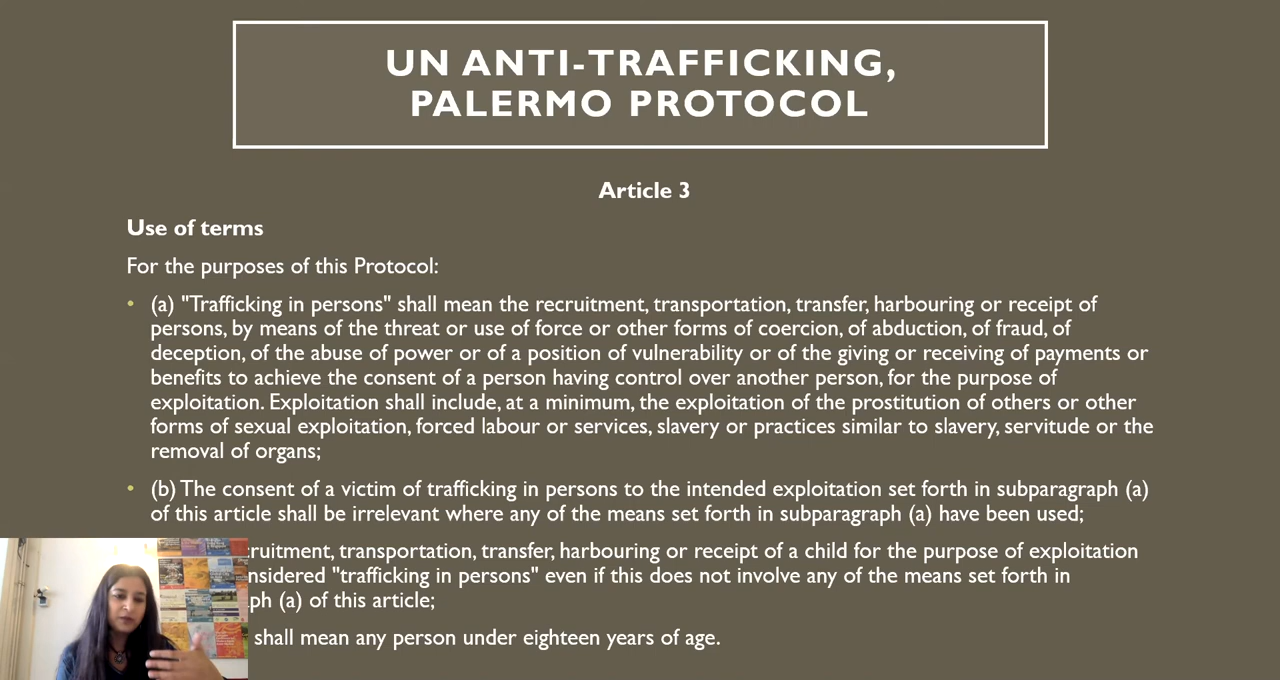 UN ANTI-TRAFFICKING,
PALERMO PROTOCOL
Article 3
Use of terms
For the purposes of this Protocol:
• (a) "Trafficking in persons" shall mean the recruitment, transportation, transfer, harbouring or receipt of
persons, by means of the threat or use of force or other forms of coercion, of abduction, of fraud, of
deception, of the abuse of power or of a position of vulnerability or of the giving or receiving of payments or
benefits to achieve the consent of a person having control over another person, for the purpose of
exploitation. Exploitation shall include, at a minimum, the exploitation of the prostitution of others or other
forms of sexual exploitation, forced labour or services, slavery or practices similar to slavery, servitude or the
removal of organs;
• (b) The consent of a victim of trafficking in persons to the intended exploitation set forth in subparagraph (a)
of this article shall be irrelevant where any of the means set forth in subparagraph (a) have been used;
cruitment, transportation, transfer, harbouring or receipt of a child for the purpose of exploitation
nsidered "trafficking in persons" even if this does not involve any of the means set forth in
ph (a) of this article;
shall mean any person under eighteen years of age.